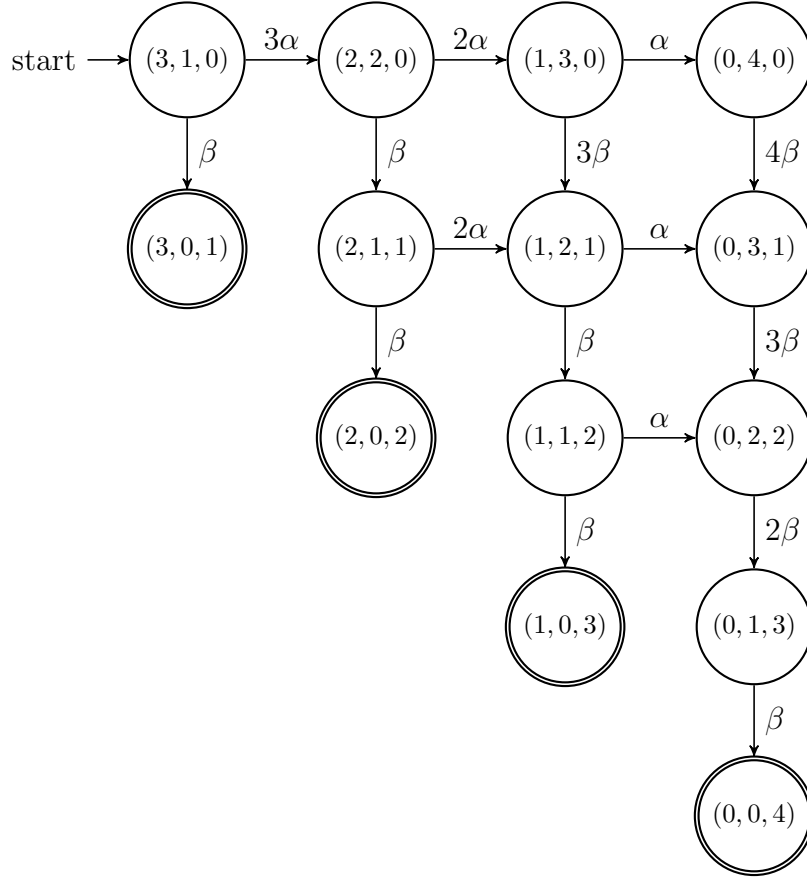 3α 2α α
start (3, 1, 0) (2, 2, 0) (1, 3, 0) (0, 4, 0)
β β 3β 4β
2α α
(3, 0, 1) (2, 1, 1) (1, 2, 1) (0, 3, 1)
β β 3β
α
(2, 0, 2) (1, 1, 2) (0, 2, 2)
β 2β
(1, 0, 3) (0, 1, 3)
β
(0, 0, 4)